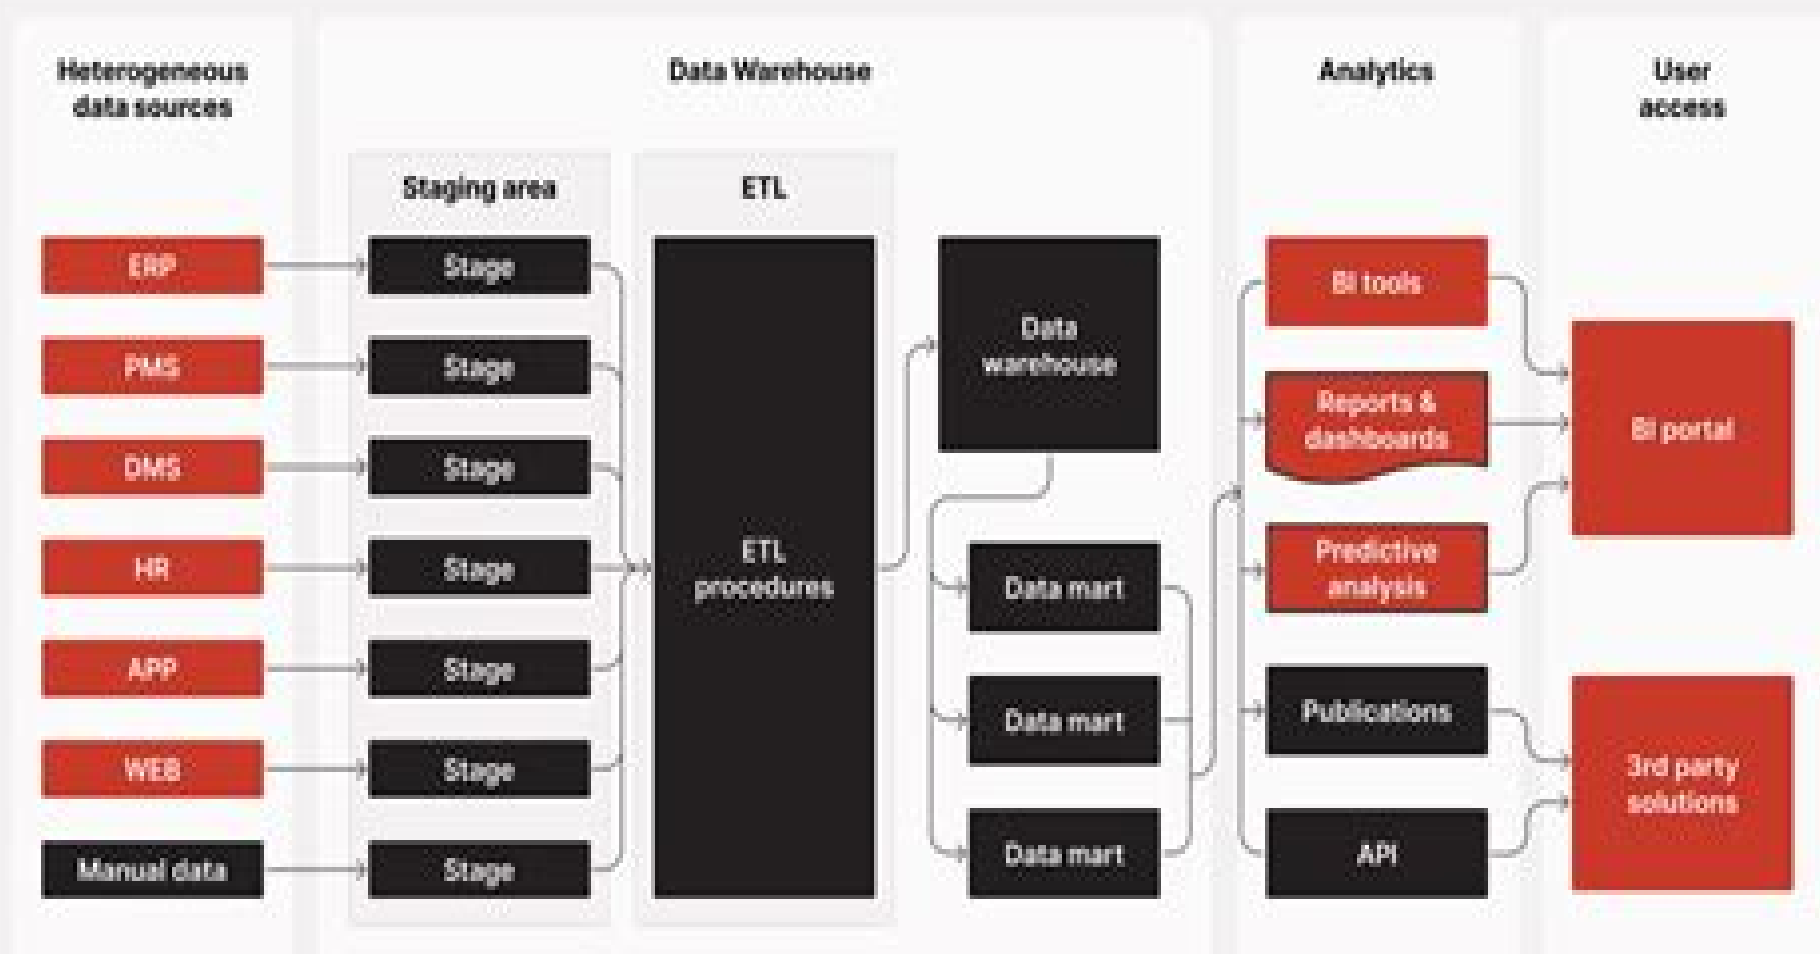 Heterogeneous
data sources
Data Warehouse
Analytics
User
access
Staging area
ETL
ERP
PMS
DMS
HR
APP
WEB
Manual data
Stage
Stage
Stage
Stage
Stage
Stage
Stage
ETL
procedures
Data
warehouse
Data mart
Data mart
Data mart
BI tools
Reports &
dashboards
Predictive
analysis
Publications
API
BI portal
3rd party
solutions